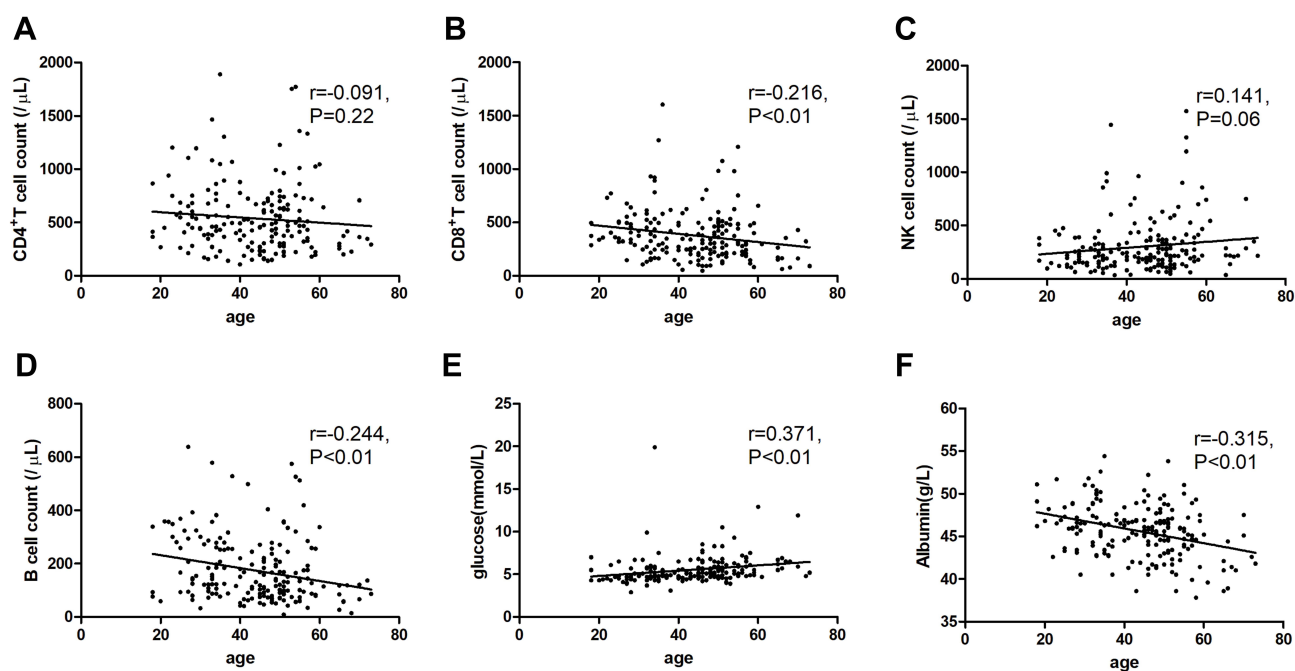 A
CD4+T cell count (/ μL)
2000
1500
1000
500
0
r=-0.091,
P=0.22
0 20 40 60 80
age
B
CD8+T cell count (/ μL)
2000
1500
1000
500
0
r=-0.216,
P<0.01
0 20 40 60 80
age
C
NK cell count (/ μL)
2000
1500
1000
500
0
r=0.141,
P=0.06
0 20 40 60 80
age
D
B cell count (/ μL)
800
600
400
200
0
r=-0.244,
P<0.01
0 20 40 60 80
age
E
glucose(mmol/L)
25
20
15
10
5
0
r=0.371,
P<0.01
0 20 40 60 80
age
F
Albumin(g/L)
60
55
50
45
40
35
r=-0.315,
P<0.01
0 20 40 60 80
age